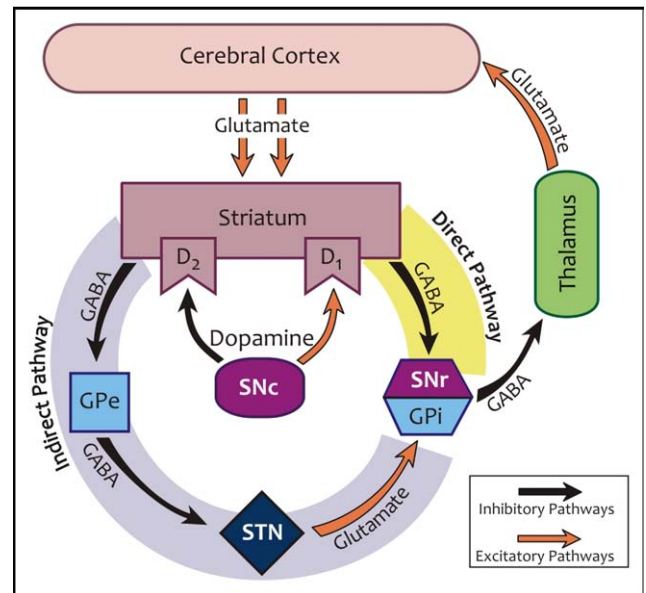 Cerebral Cortex
Glutamate
Glutamate
Striatum
D2
D1
Direct Pathway
GABA
Thalamus
GABA
Indirect Pathway
Dopamine
SNc
SNr
GPi
GABA
GPe
GABA
STN
Glutamate
Inhibitory Pathways
Excitatory Pathways